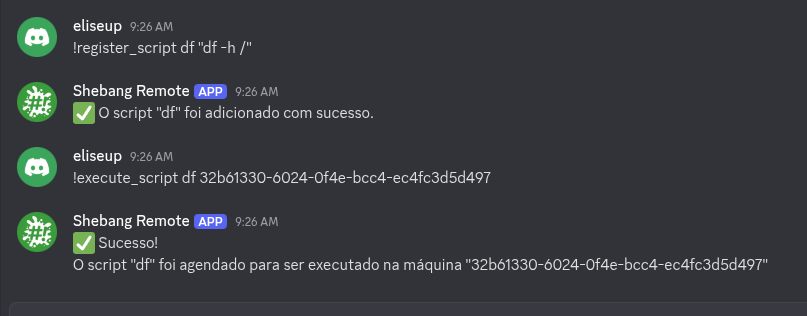 eliseup 9:26 AM
!register_script df "df -h /"
Shebang Remote APP 9:26 AM
✅ O script "df" foi adicionado com sucesso.
eliseup 9:26 AM
!execute_script df 32b61330-6024-0f4e-bcc4-ec4fc3d5d497
Shebang Remote APP 9:26 AM
✅ Sucesso!
O script "df" foi agendado para ser executado na máquina "32b61330-6024-0f4e-bcc4-ec4fc3d5d497"